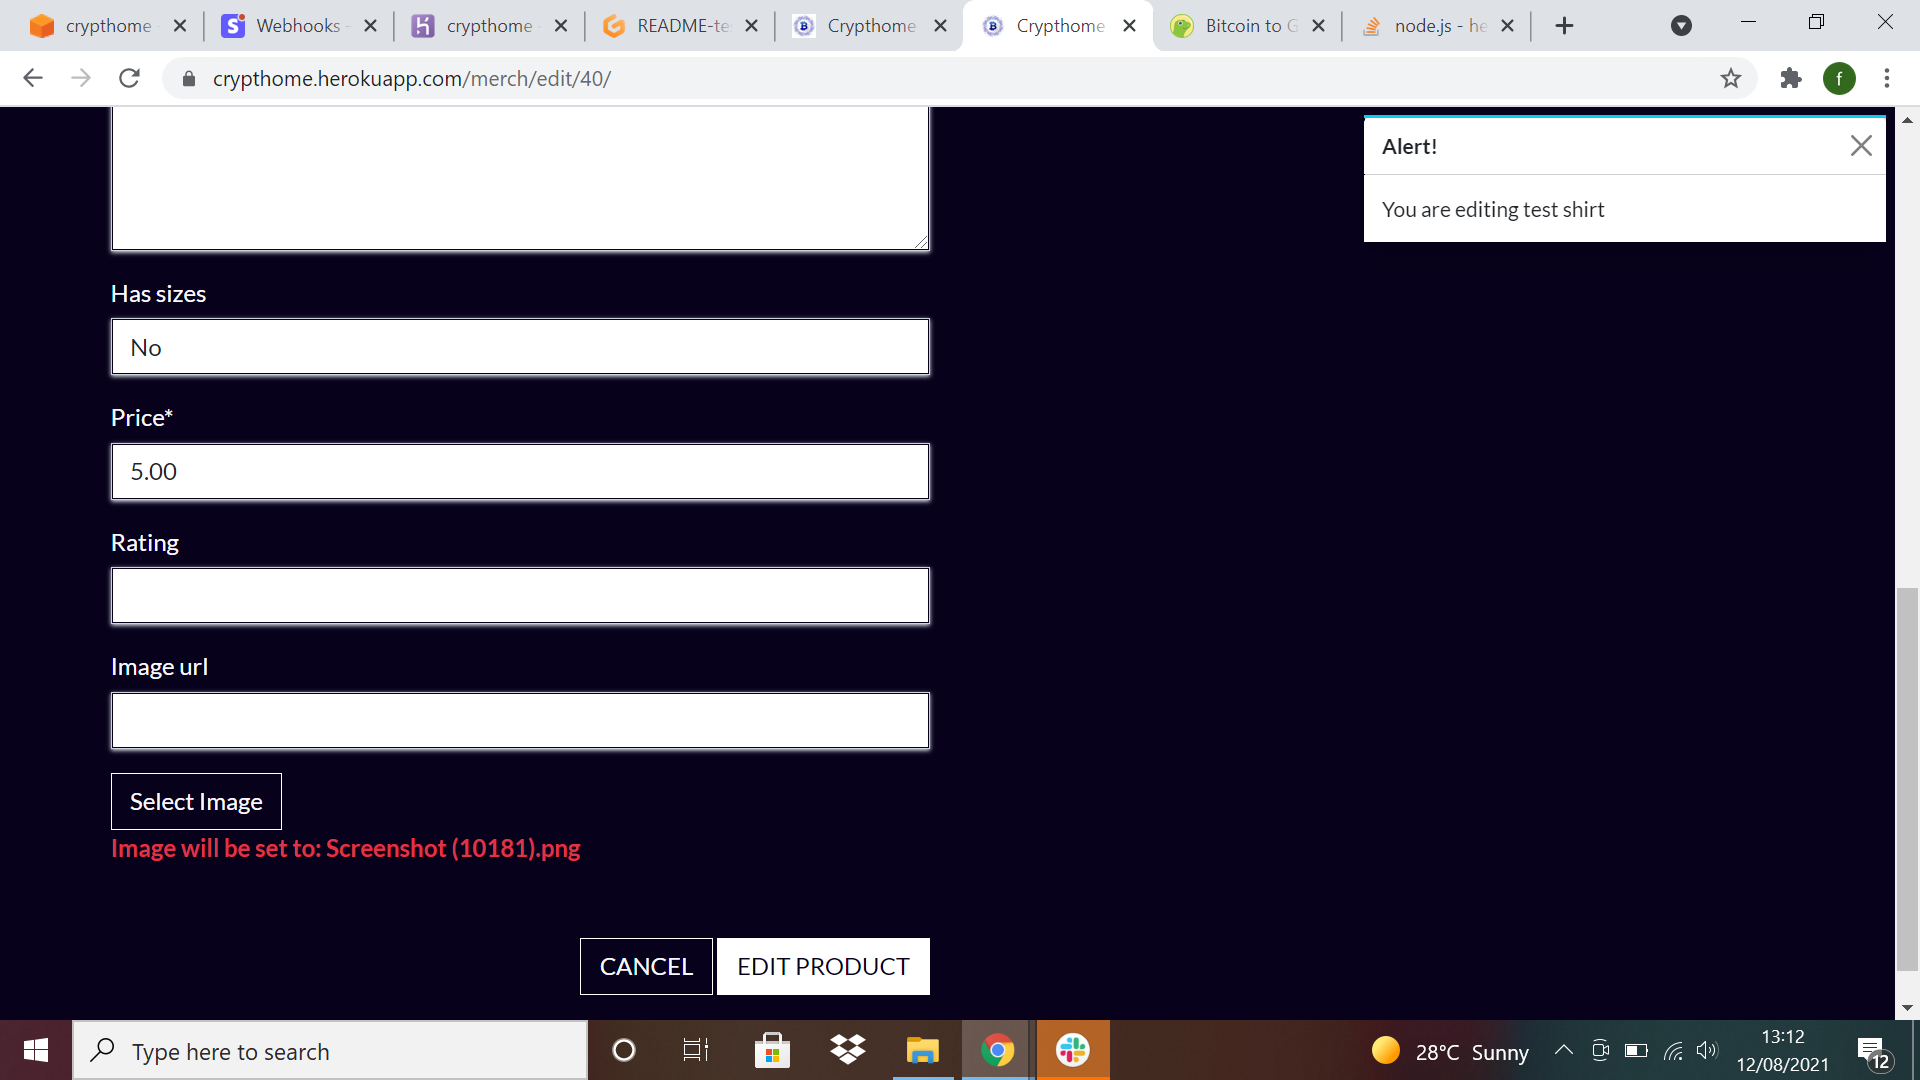 crypthome
Webhooks -
crypthome
README-te
Crypthome
Crypthome
Bitcoin to G
node.js - he
crypthome.herokuapp.com/merch/edit/40/
f
Alert!
You are editing test shirt
Has sizes
No
Price*
5.00
Rating
Image url
Select Image
Image will be set to: Screenshot (10181).png
CANCEL
EDIT PRODUCT
Type here to search
28°C Sunny
13:12
12/08/2021
12